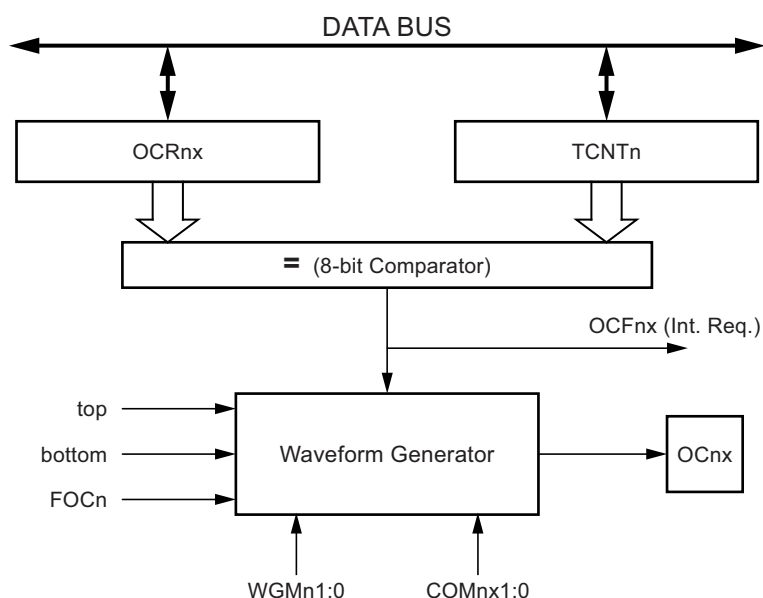 DATA BUS
OCRnx
TCNTn
= (8-bit Comparator)
OCFnx (Int. Req.)
top
bottom
FOCn
Waveform Generator
OCnx
WGMn1:0
COMnx1:0